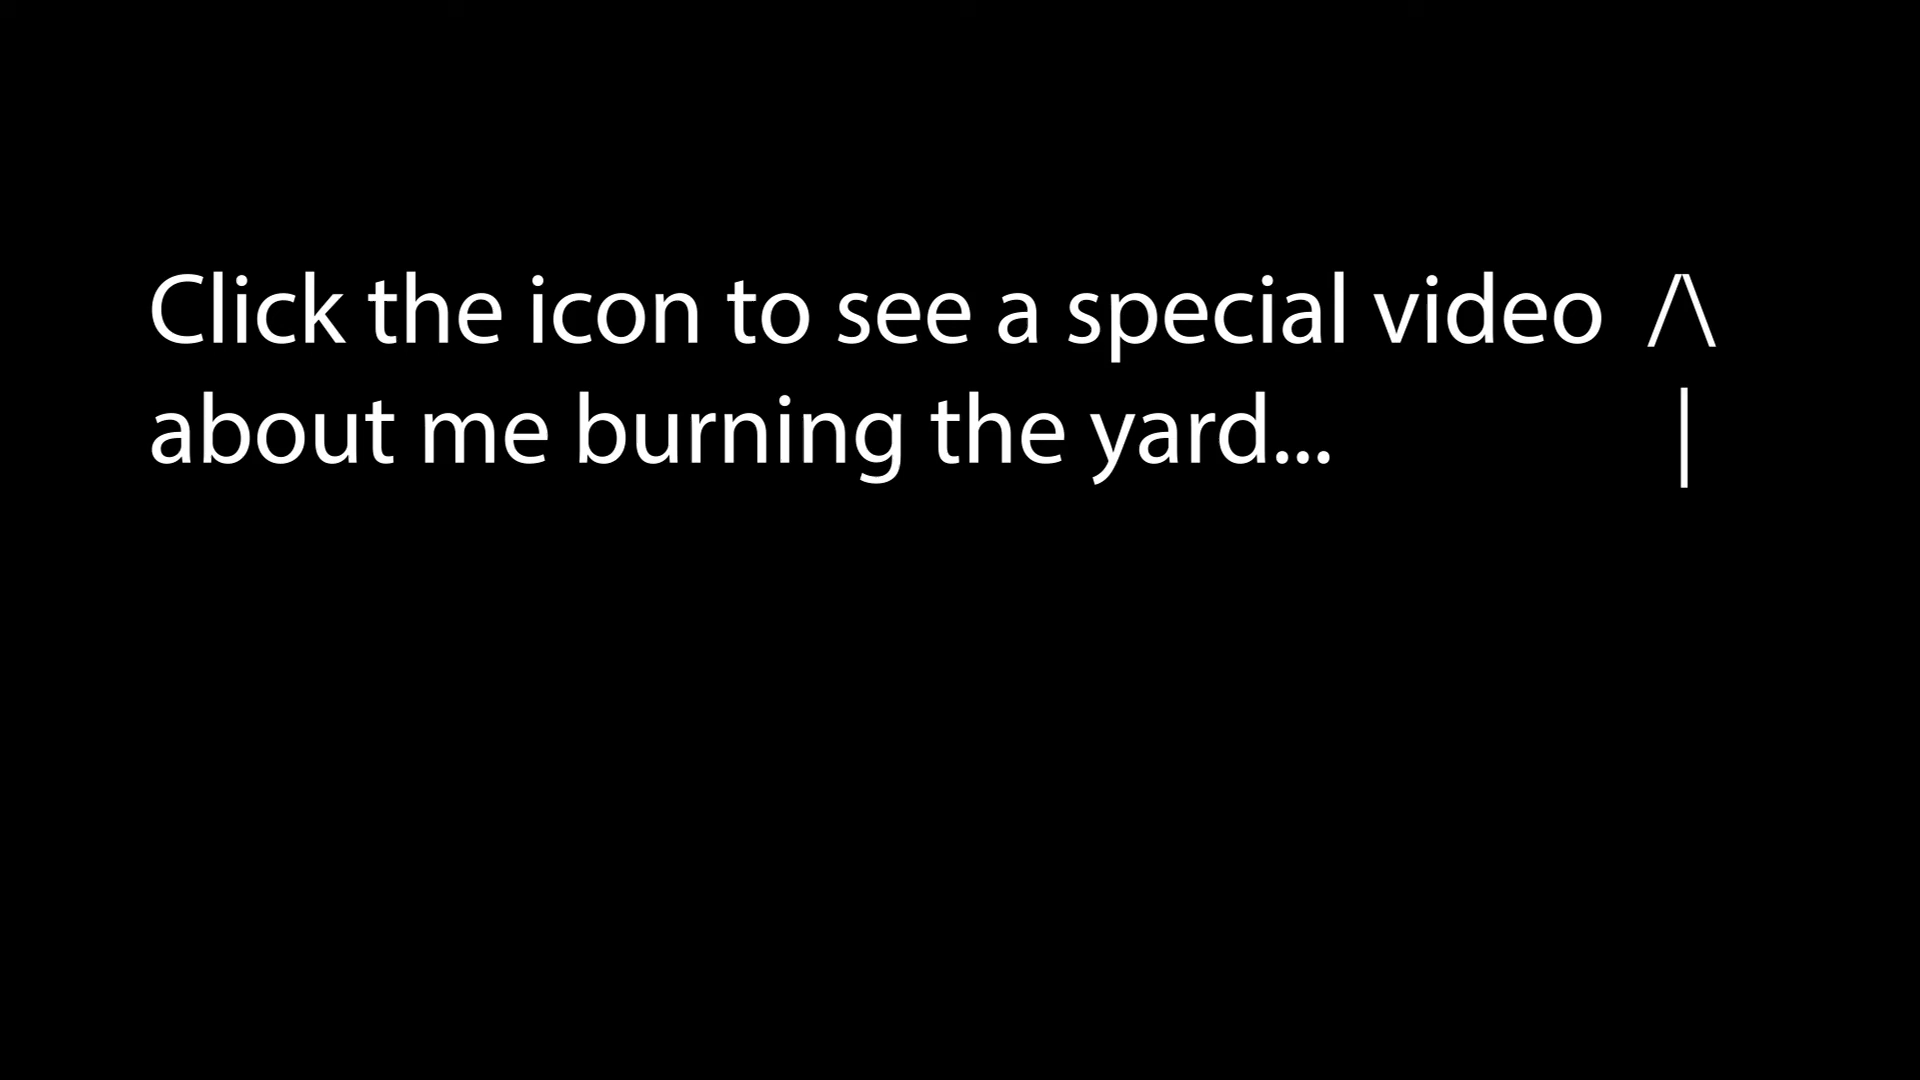 Click the icon to see a special video /\
about me burning the yard... |